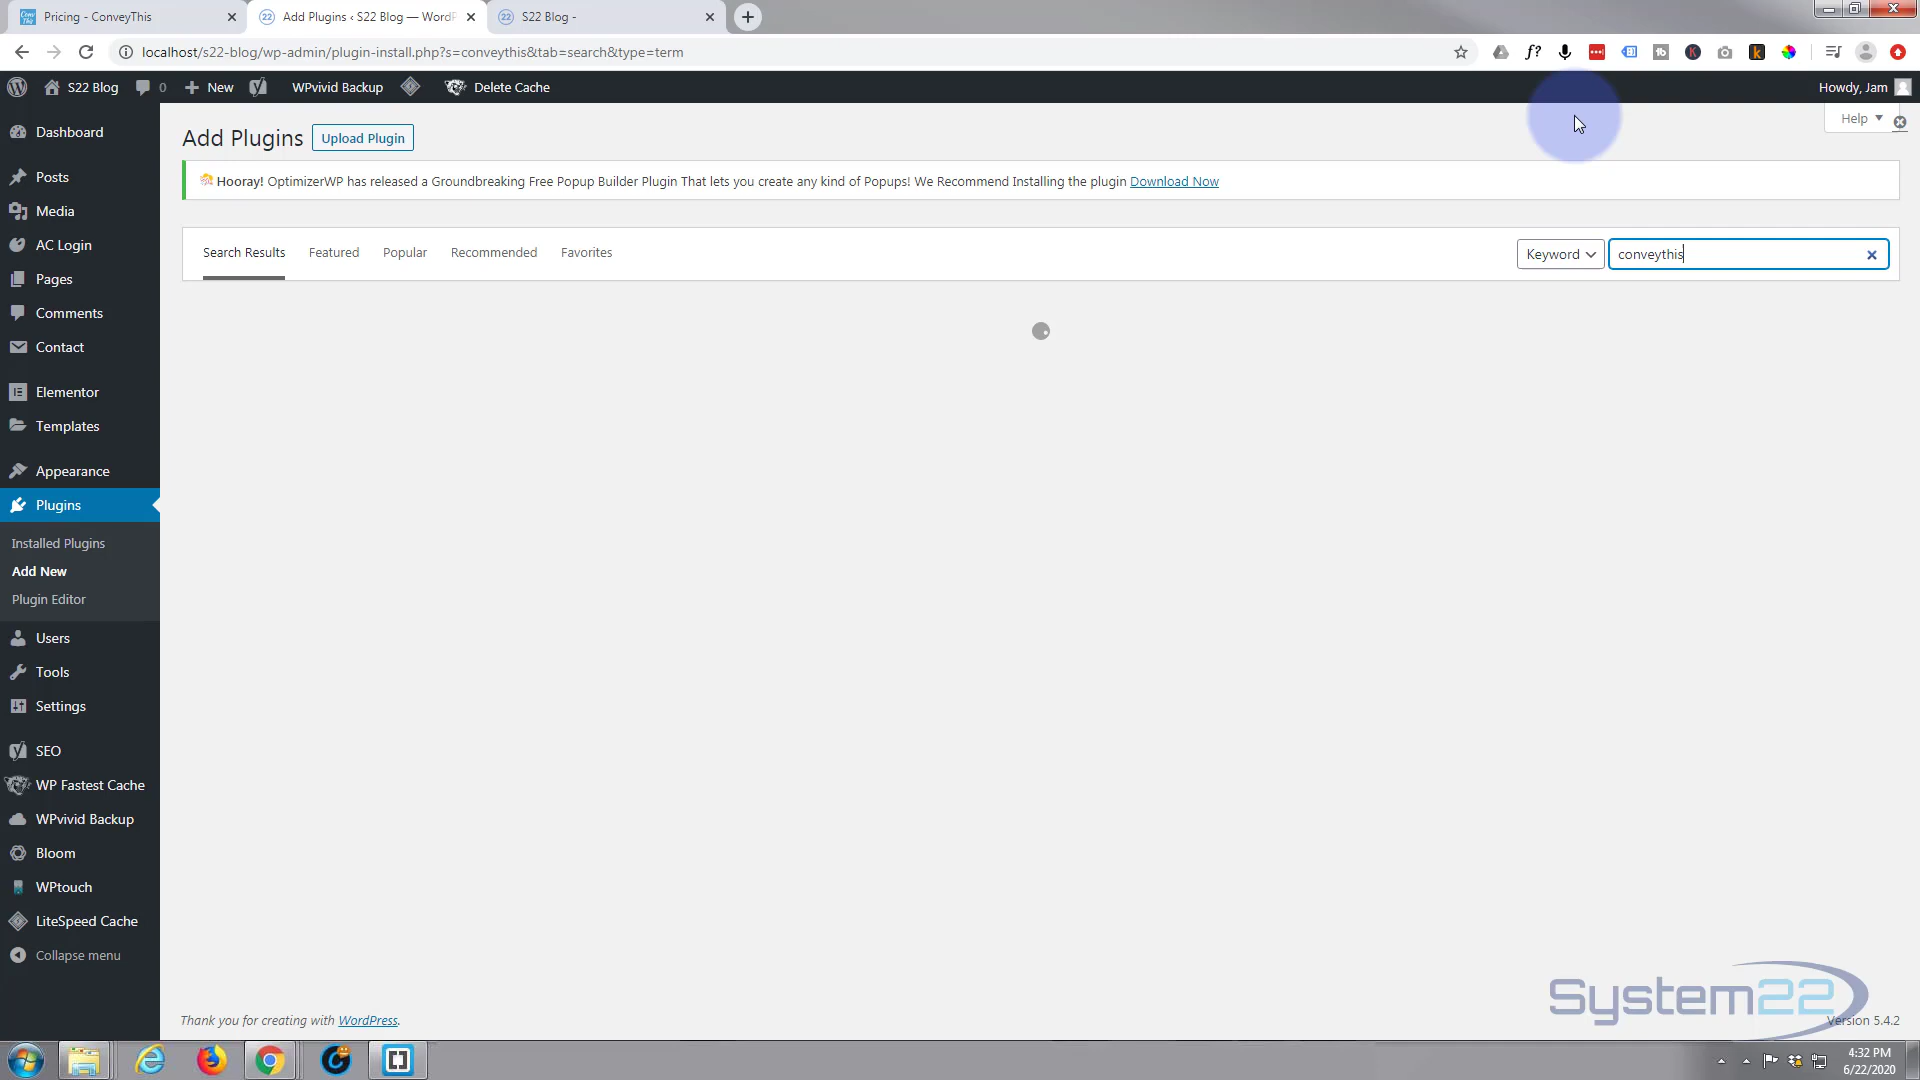 Pricing - ConveyThis
Add Plugins ‹ S22 Blog — WordP
S22 Blog -
localhost/s22-blog/wp-admin/plugin-install.php?s=conveythis&tab=search&type=term
S22 Blog
0
New
WPvivid Backup
Delete Cache
Howdy, Jam
Dashboard
Posts
Media
AC Login
Pages
Comments
Contact
Elementor
Templates
Appearance
Plugins
Installed Plugins
Add New
Plugin Editor
Users
Tools
Settings
SEO
WP Fastest Cache
WPvivid Backup
Bloom
WPtouch
LiteSpeed Cache
Collapse menu
Help
Add Plugins
Upload Plugin
Hooray! OptimizerWP has released a Groundbreaking Free Popup Builder Plugin That lets you create any kind of Popups! We Recommend Installing the plugin Download Now
Search Results
Featured
Popular
Recommended
Favorites
Keyword
conveythis
System22
Thank you for creating with WordPress.
Version 5.4.2
4:32 PM
6/22/2020